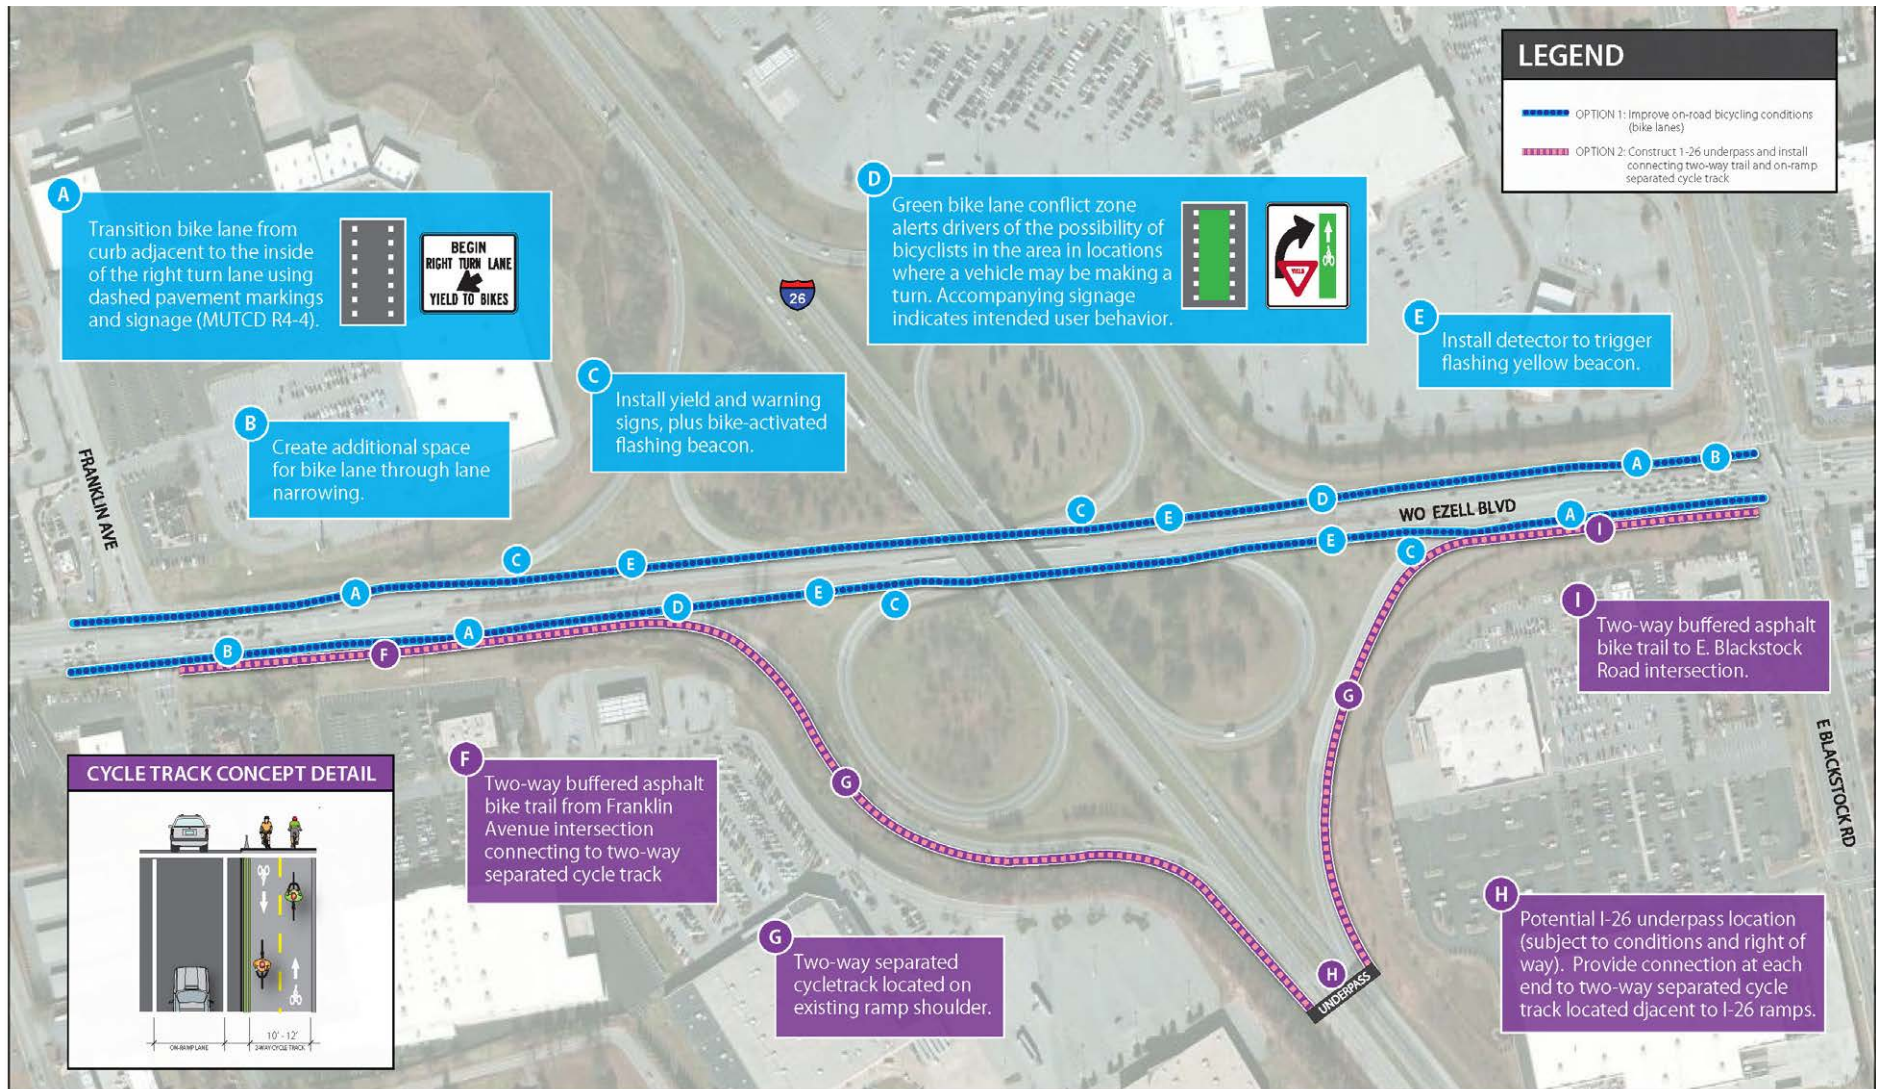 LEGEND
OPTION 1: Improve on-road bicycling conditions
(bike lanes)
OPTION 2: Construct 1-26 underpass and install
connecting two-way trail and on-ramp
separated cycle track
A
Transition bike lane from
curb adjacent to the inside
of the right turn lane using
dashed pavement markings
and signage (MUTCD R4-4).
BEGIN
RIGHT TURN LANE
YIELD TO BIKES
D
Green bike lane conflict zone
alerts drivers of the possibility of
bicyclists in the area in locations
where a vehicle may be making a
turn. Accompanying signage
indicates intended user behavior.
YIELD
26
E
Install detector to trigger
flashing yellow beacon.
C
Install yield and warning
signs, plus bike-activated
flashing beacon.
B
Create additional space
for bike lane through lane
narrowing.
FRANKLIN AVE
A
B
C
D
E
WO EZELL BLVD
A
I
E
C
C
E
A
E
C
D
A
B
F
I
Two-way buffered asphalt
bike trail to E. Blackstock
Road intersection.
G
E BLACKSTOCK RD
X
CYCLE TRACK CONCEPT DETAIL
10' - 12'
ON-RAMP LANE
2-WAY CYCLE TRACK
F
Two-way buffered asphalt
bike trail from Franklin
Avenue intersection
connecting to two-way
separated cycle track
G
G
Two-way separated
cycletrack located on
existing ramp shoulder.
H
UNDERPASS
H
Potential I-26 underpass location
(subject to conditions and right of
way). Provide connection at each
end to two-way separated cycle
track located djacent to I-26 ramps.